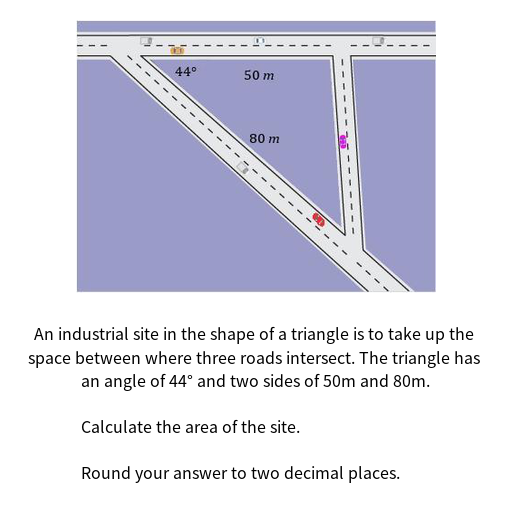 44°
50 m
80 m
An industrial site in the shape of a triangle is to take up the
space between where three roads intersect. The triangle has
an angle of 44° and two sides of 50m and 80m.
Calculate the area of the site.
Round your answer to two decimal places.